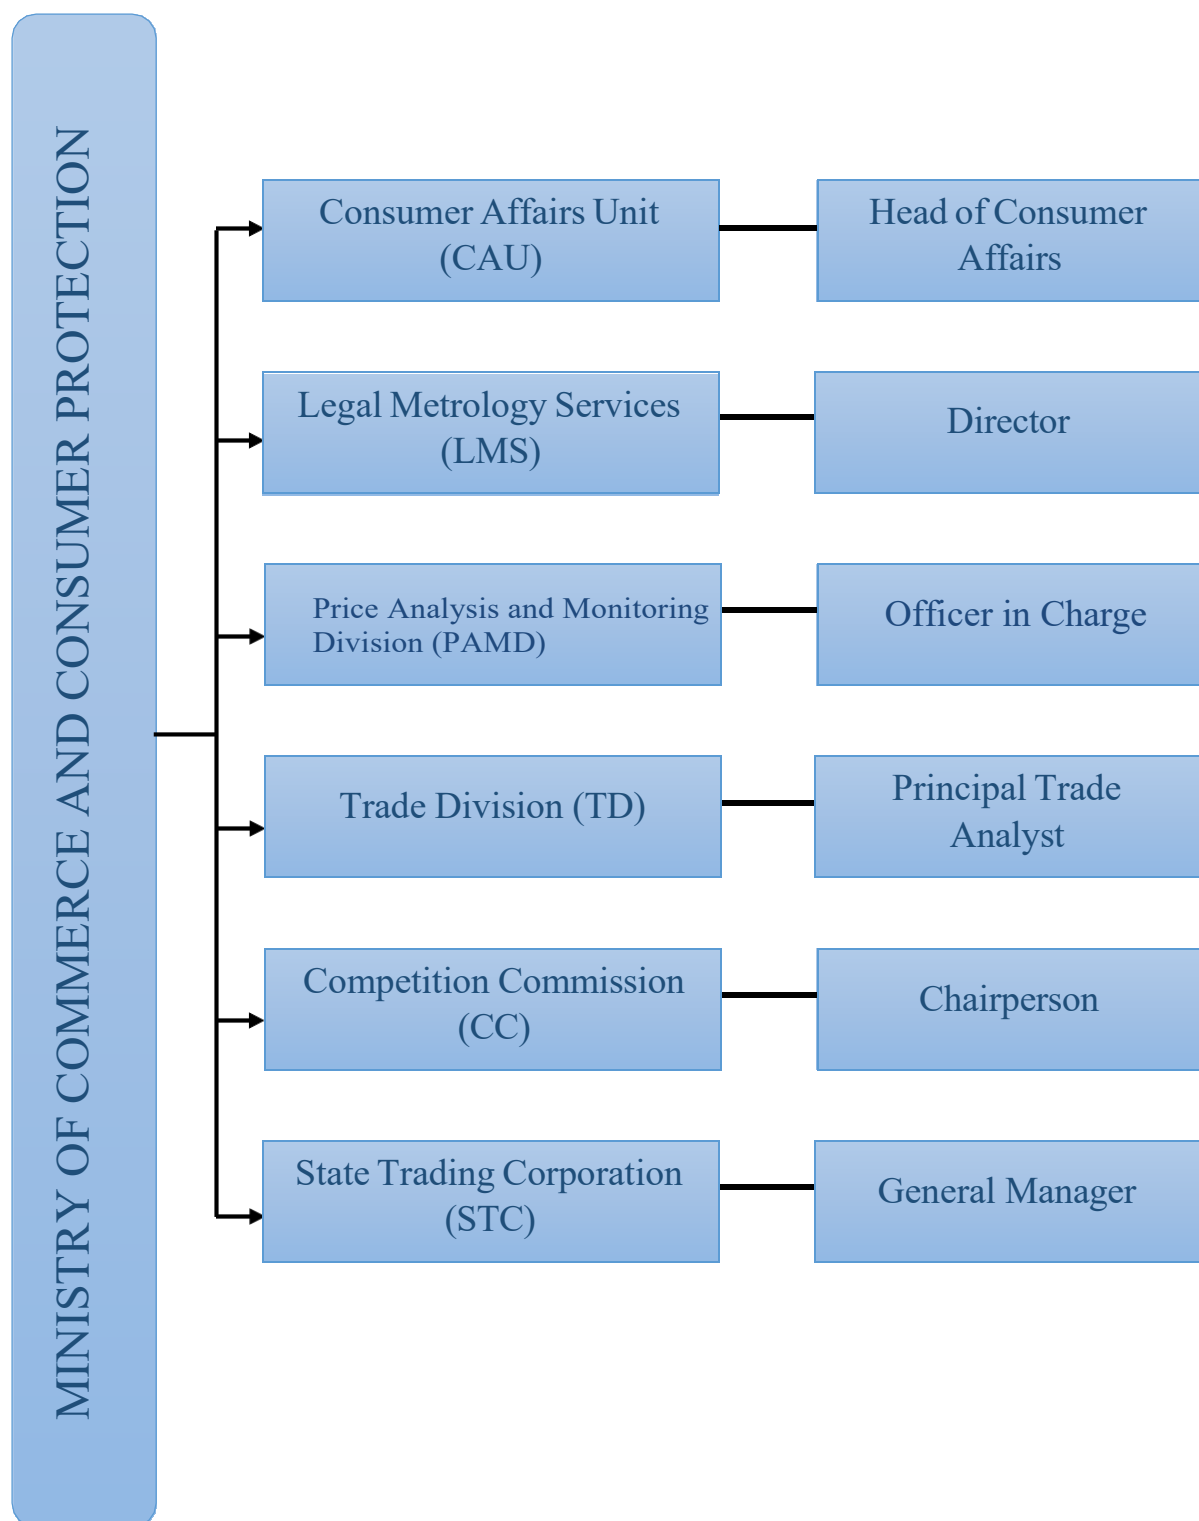 MINISTRY OF COMMERCE AND CONSUMER PROTECTION
Consumer Affairs Unit
(CAU)
Head of Consumer
Affairs
Legal Metrology Services
(LMS)
Director
Price Analysis and Monitoring
Division (PAMD)
Officer in Charge
Trade Division (TD)
Principal Trade
Analyst
Competition Commission
(CC)
Chairperson
State Trading Corporation
(STC)
General Manager